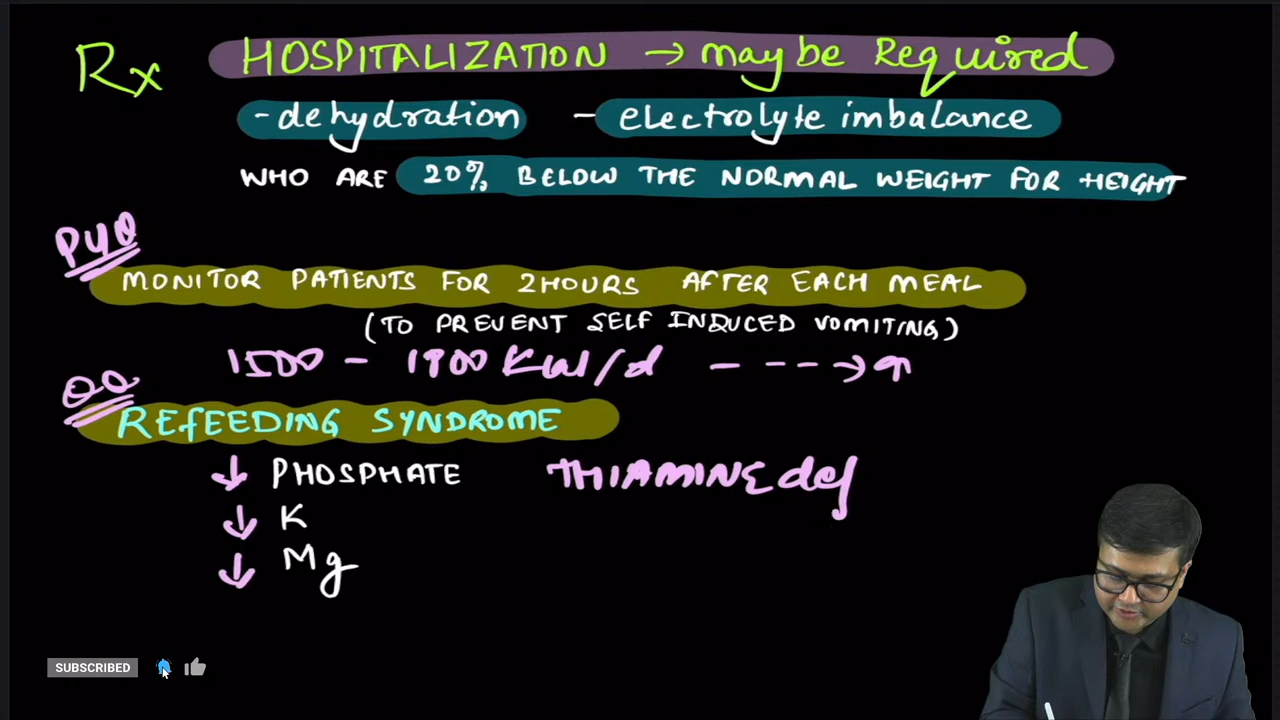 Rx HOSPITALIZATION → may be Required
- dehydration - electrolyte imbalance
WHO ARE 20% BELOW THE NORMAL WEIGHT FOR HEIGHT
PYQ
MONITOR PATIENTS FOR 2HOURS AFTER EACH MEAL
(TO PREVENT SELF INDUCED VOMITING)
1500 - 1800 Kcal/d - - - -> ↑
REFEEDING SYNDROME
↓ PHOSPHATE THIAMINE def
↓ K
↓ Mg
SUBSCRIBED